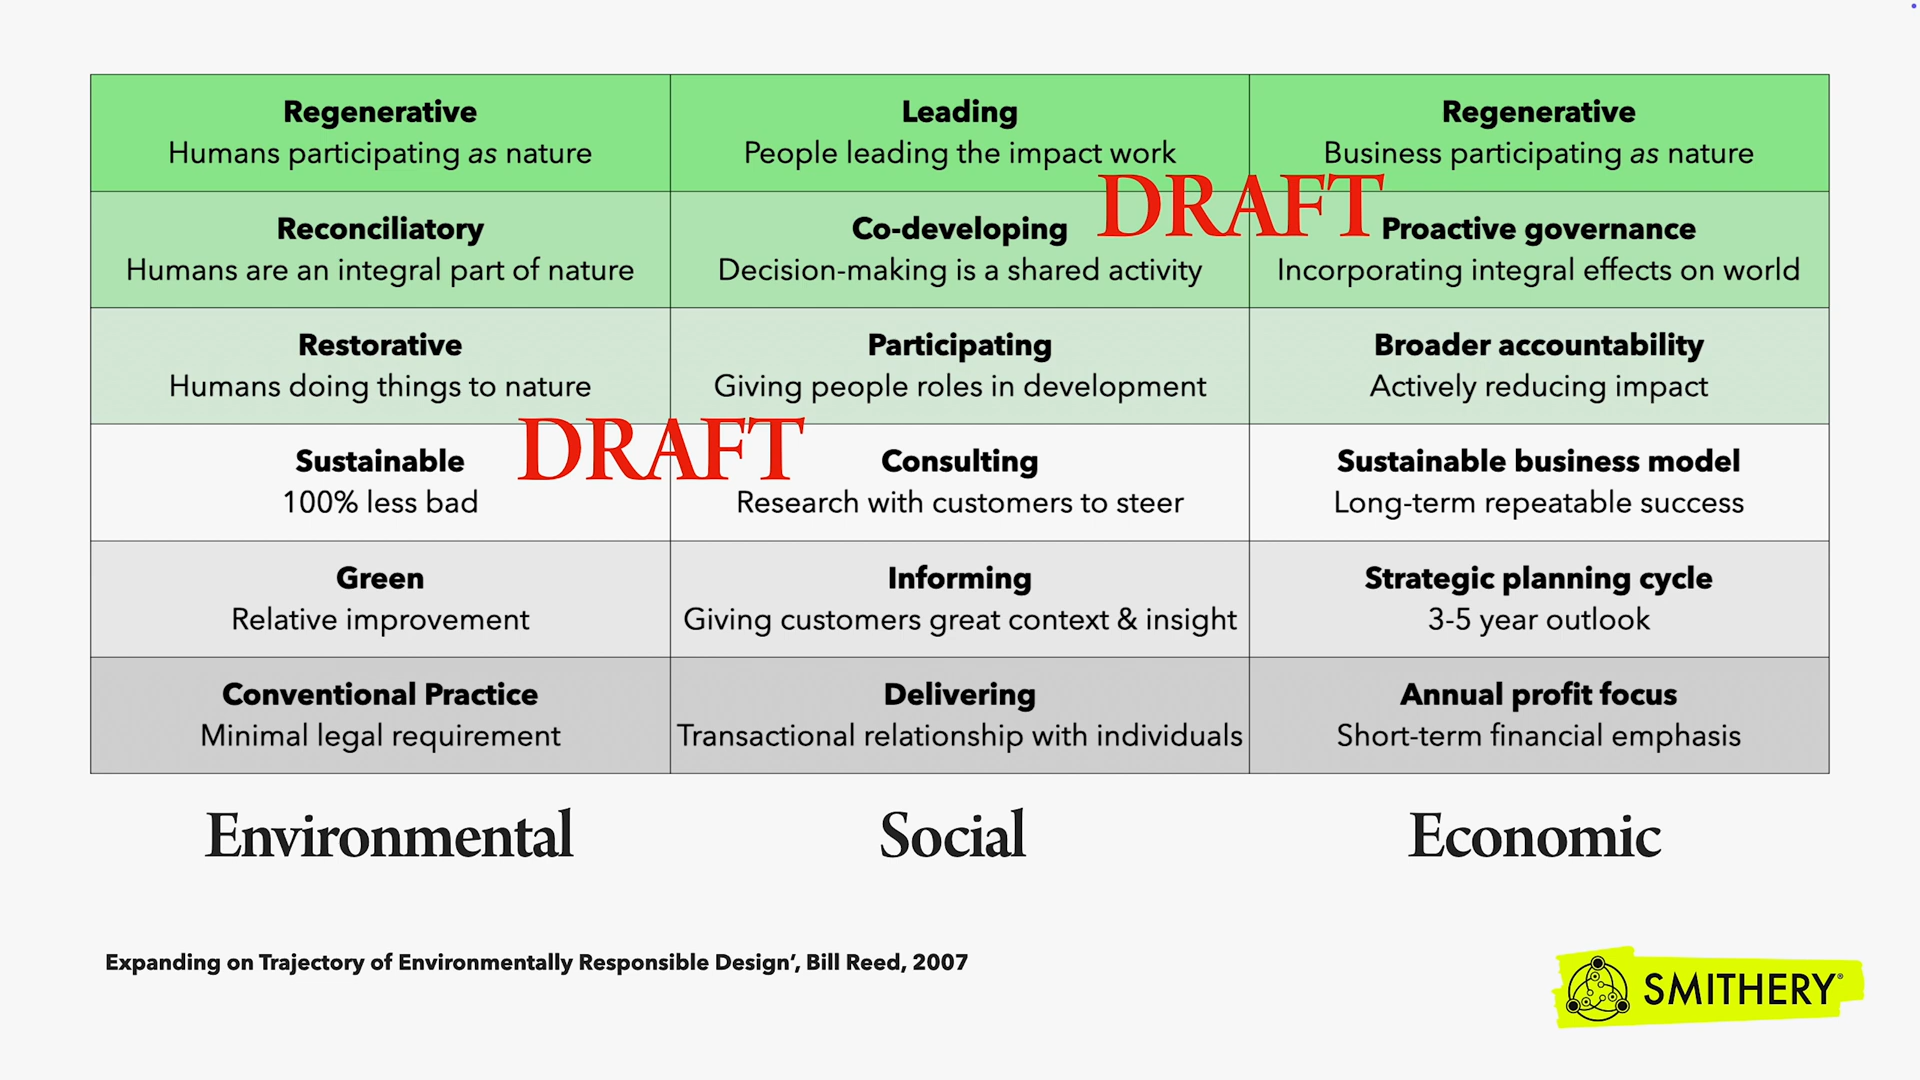 Regenerative
Humans participating as nature
Leading
People leading the impact work
Regenerative
Business participating as nature
DRAFT
Reconciliatory
Humans are an integral part of nature
Co-developing
Decision-making is a shared activity
Proactive governance
Incorporating integral effects on world
Restorative
Humans doing things to nature
Participating
Giving people roles in development
Broader accountability
Actively reducing impact
DRAFT
Sustainable
100% less bad
Consulting
Research with customers to steer
Sustainable business model
Long-term repeatable success
Green
Relative improvement
Informing
Giving customers great context & insight
Strategic planning cycle
3-5 year outlook
Conventional Practice
Minimal legal requirement
Delivering
Transactional relationship with individuals
Annual profit focus
Short-term financial emphasis
Environmental
Social
Economic
Expanding on Trajectory of Environmentally Responsible Design’, Bill Reed, 2007
SMITHERY®